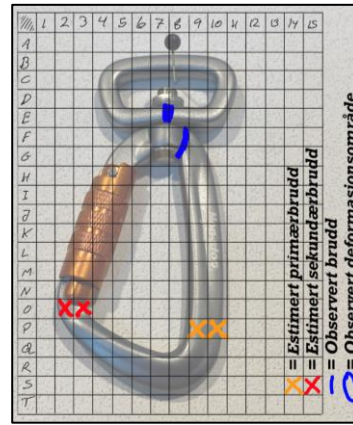 1 2 3 4 5 6 7 8 9 10 11 12 13 14 15
A
B
C
D
E
F
G
H
I
J
K
L
M
N
O
P
Q
R
S
T
X = Estimert primærbrudd
X = Estimert sekundærbrudd
= Observert brudd
= Observert deformasjonsområde